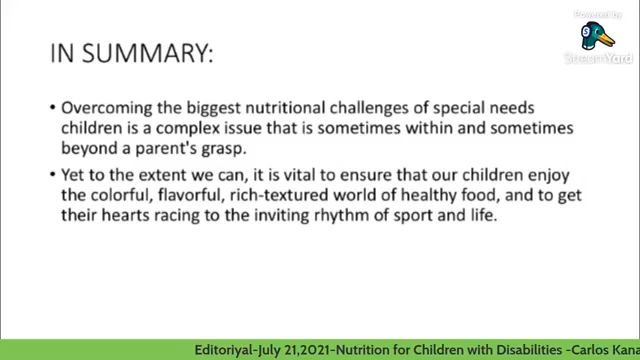 Powered by
StreamYard
IN SUMMARY:
• Overcoming the biggest nutritional challenges of special needs
children is a complex issue that is sometimes within and sometimes
beyond a parent's grasp.
• Yet to the extent we can, it is vital to ensure that our children enjoy
the colorful, flavorful, rich-textured world of healthy food, and to get
their hearts racing to the inviting rhythm of sport and life.
Editoriyal-July 21,2021-Nutrition for Children with Disabilities -Carlos Kana